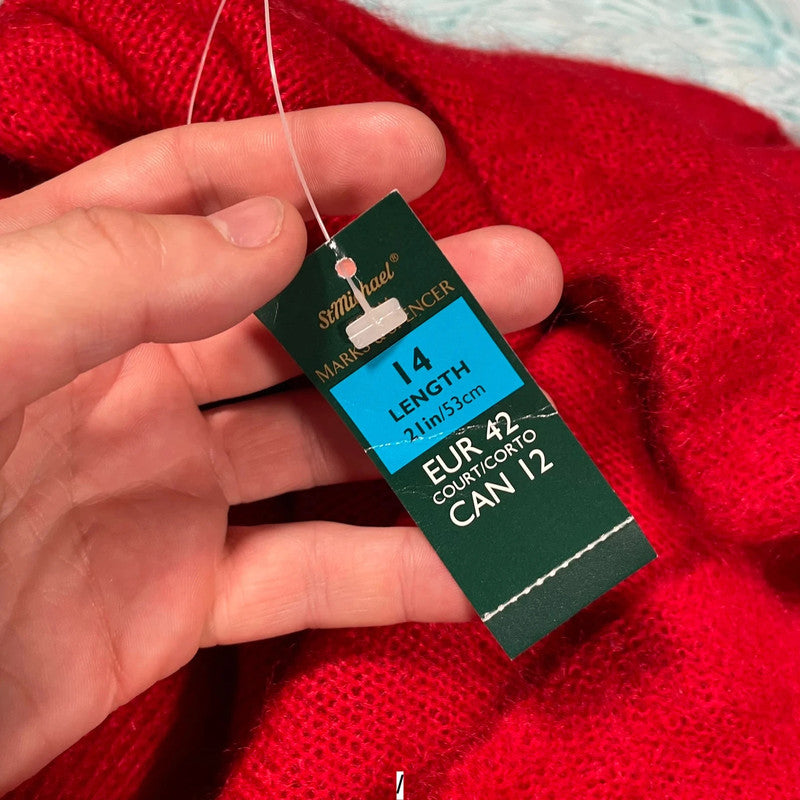 StMichael®
MARKS & SPENCER
14
LENGTH
21in/53cm
EUR 42
COURT/CORTO
CAN 12